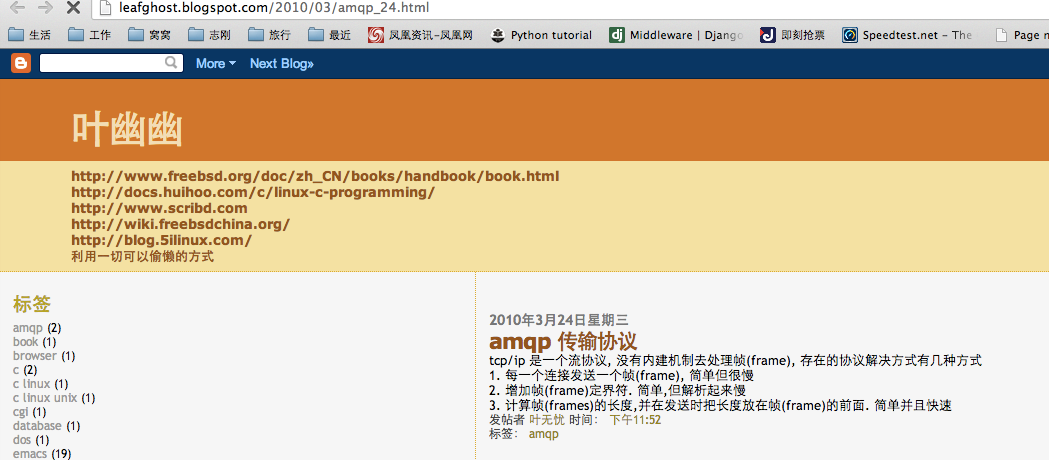 leafghost.blogspot.com/2010/03/amqp_24.html
生活 工作 窝窝 志刚 旅行 最近 凤凰资讯-凤凰网 Python tutorial Middleware | Django 即刻抢票 Speedtest.net – The Page n
More Next Blog»
叶幽幽
http://www.freebsd.org/doc/zh_CN/books/handbook/book.html
http://docs.huihoo.com/c/linux-c-programming/
http://www.scribd.com
http://wiki.freebsdchina.org/
http://blog.5ilinux.com/
利用一切可以偷懒的方式
标签
amqp (2)
book (1)
browser (1)
c (2)
c linux (1)
c linux unix (1)
cgi (1)
database (1)
dos (1)
emacs (19)
2010年3月24日星期三
amqp 传输协议
tcp/ip 是一个流协议, 没有内建机制去处理帧(frame), 存在的协议解决方式有几种方式
1. 每一个连接发送一个帧(frame), 简单但很慢
2. 增加帧(frame)定界符. 简单,但解析起来慢
3. 计算帧(frames)的长度,并在发送时把长度放在帧(frame)的前面. 简单并且快速
发帖者 叶无忧 时间： 下午11:52
标签： amqp